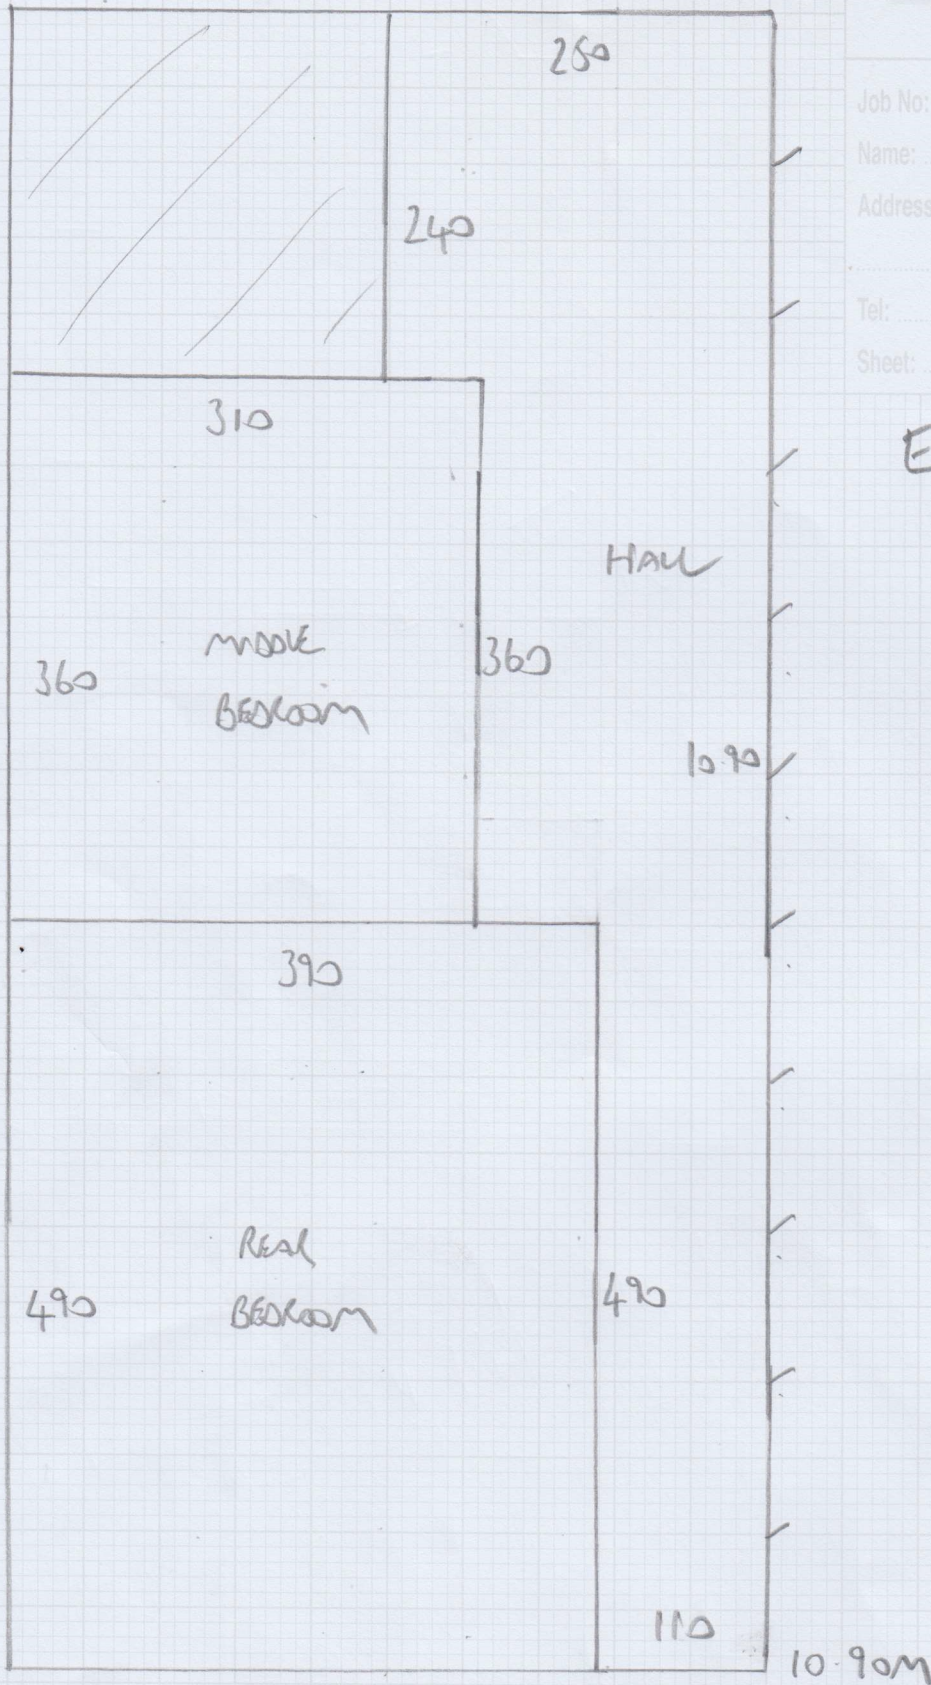 250
Job No:
Name:
Address
240
Tel:
Sheet:
310
E
HALL
MIDDLE
360
360
BEDROOM
10.90
390
REAR
490
490
BEDROOM
110
10.90M